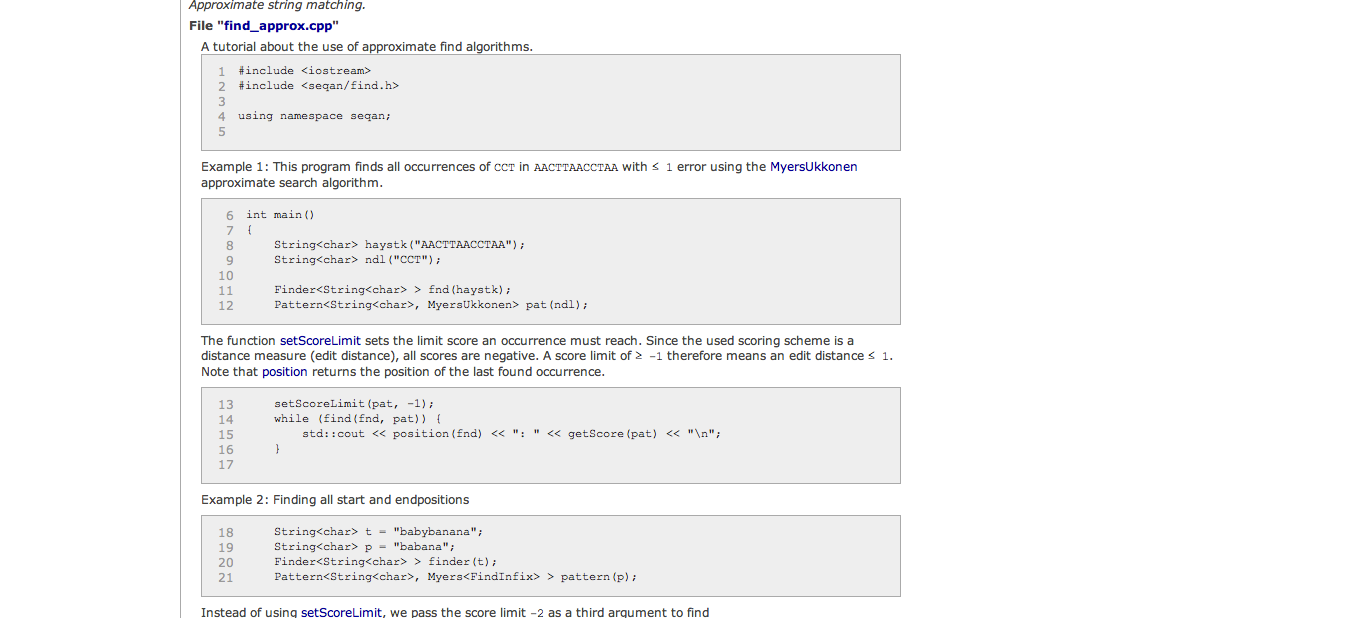 Approximate string matching.
File "find_approx.cpp"
A tutorial about the use of approximate find algorithms.
1 #include <iostream>
2 #include <seqan/find.h>
3
4 using namespace seqan;
5
Example 1: This program finds all occurrences of CCT in AACTTAACCTAA with ≤ 1 error using the MyersUkkonen
approximate search algorithm.
6 int main()
7 {
8 String<char> haystk("AACTTAACCTAA");
9 String<char> ndl("CCT");
10
11 Finder<String<char> > fnd(haystk);
12 Pattern<String<char>, MyersUkkonen> pat(ndl);
The function setScoreLimit sets the limit score an occurrence must reach. Since the used scoring scheme is a
distance measure (edit distance), all scores are negative. A score limit of ≥ -1 therefore means an edit distance ≤ 1.
Note that position returns the position of the last found occurrence.
13 setScoreLimit(pat, -1);
14 while (find(fnd, pat)) {
15 std::cout << position(fnd) << ": " << getScore(pat) << "\n";
16 }
17
Example 2: Finding all start and endpositions
18 String<char> t = "babybanana";
19 String<char> p = "babana";
20 Finder<String<char> > finder(t);
21 Pattern<String<char>, Myers<FindInfix> > pattern(p);
Instead of using setScoreLimit, we pass the score limit -2 as a third argument to find